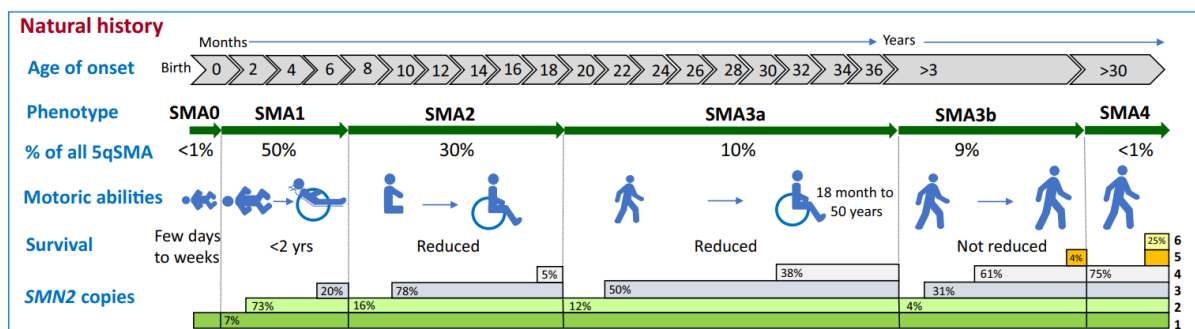 Natural history
Months Years
Age of onset Birth 0 2 4 6 8 10 12 14 16 18 20 22 24 26 28 30 32 34 36 >3 >30
Phenotype SMA0 SMA1 SMA2 SMA3a SMA3b SMA4
% of all 5qSMA <1% 50% 30% 10% 9% <1%
Motoric abilities 18 month to
50 years
Survival Few days
to weeks <2 yrs Reduced Reduced Not reduced
25% 6
4% 5
5% 38% 61% 75% 4
SMN2 copies 20% 78% 50% 31% 3
73% 16% 12% 4% 2
7% 1